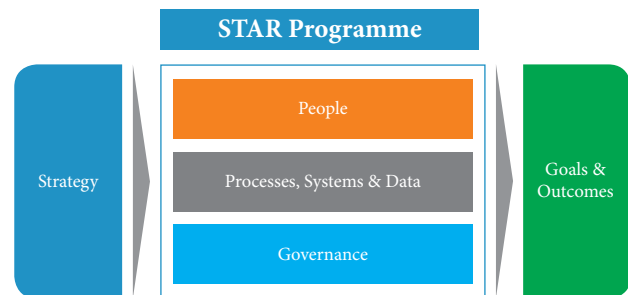 STAR Programme
Strategy
People
Processes, Systems & Data
Governance
Goals &
Outcomes